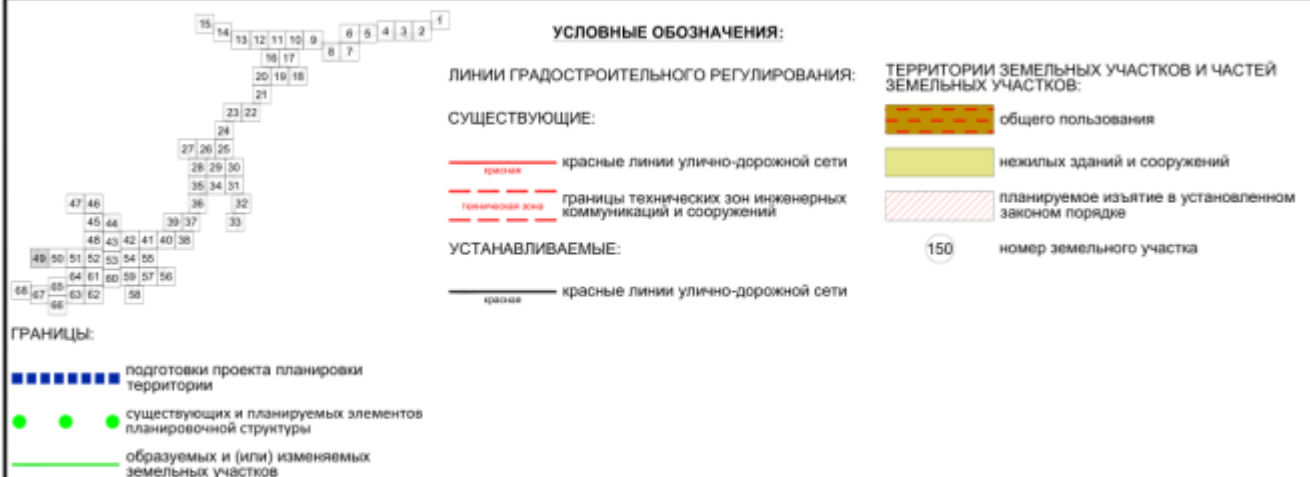 15 14 13 12 11 10 9 8 7 6 5 4 3 2 1
16 17
20 19 18
21
23 22
24
27 26 25
28 29 30
35 34 31
47 46 36 32
45 44 39 37 33
48 43 42 41 40 38
49 50 51 52 53 54 55
64 61 60 59 57 56
68 67 65 63 62 58
66
УСЛОВНЫЕ ОБОЗНАЧЕНИЯ:
ЛИНИИ ГРАДОСТРОИТЕЛЬНОГО РЕГУЛИРОВАНИЯ:
СУЩЕСТВУЮЩИЕ:
красная
красные линии улично-дорожной сети
техническая зона
границы технических зон инженерных
коммуникаций и сооружений
УСТАНАВЛИВАЕМЫЕ:
красная
красные линии улично-дорожной сети
ТЕРРИТОРИИ ЗЕМЕЛЬНЫХ УЧАСТКОВ И ЧАСТЕЙ
ЗЕМЕЛЬНЫХ УЧАСТКОВ:
общего пользования
нежилых зданий и сооружений
планируемое изъятие в установленном
законом порядке
150
номер земельного участка
ГРАНИЦЫ:
подготовки проекта планировки
территории
существующих и планируемых элементов
планировочной структуры
образуемых и (или) изменяемых
земельных участков